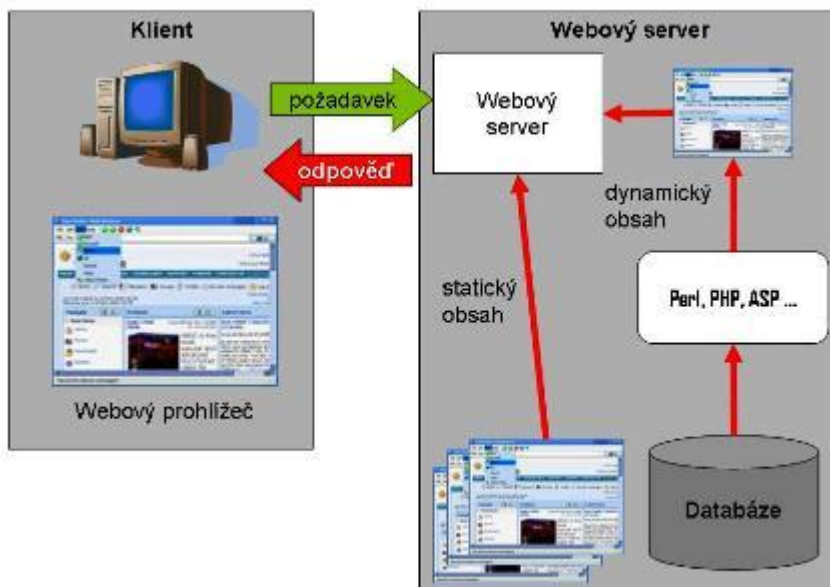 Klient
požadavek
odpověď
Webový prohlížeč
Webový server
Webový
server
dynamický
obsah
statický
obsah
Perl, PHP, ASP ...
Databáze